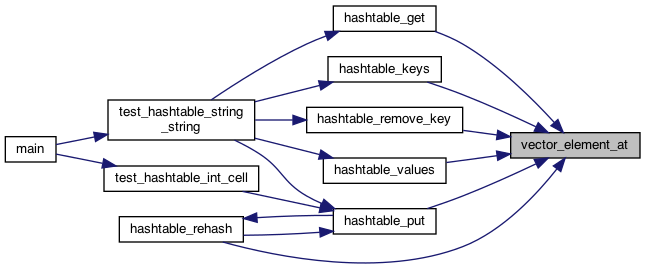 hashtable_get
hashtable_keys
test_hashtable_string
_string
hashtable_remove_key
vector_element_at
main
hashtable_values
test_hashtable_int_cell
hashtable_put
hashtable_rehash